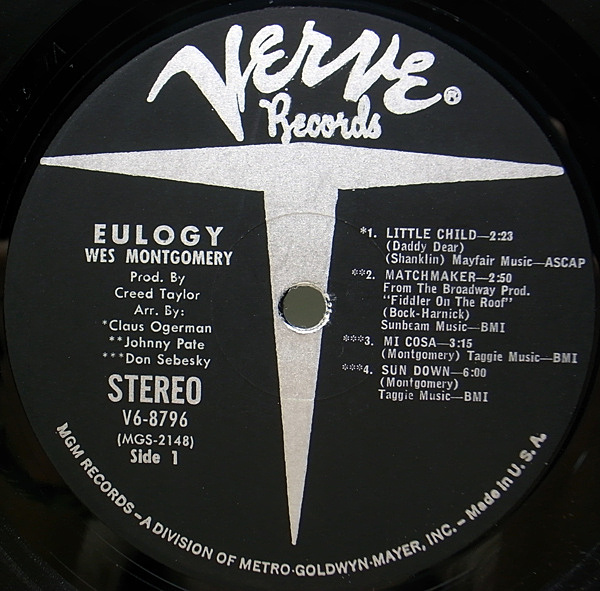 Verve®
Records
EULOGY
WES MONTGOMERY
Prod. By
Creed Taylor
Arr. By:
*Claus Ogerman
**Johnny Pate
***Don Sebesky
STEREO
V6-8796
(MGS-2148)
Side 1
*1. LITTLE CHILD—2:23
(Daddy Dear)
(Shanklin) Mayfair Music—ASCAP
**2. MATCHMAKER—2:50
From The Broadway Prod.
"Fiddler On The Roof"
(Bock-Harnick)
Sunbeam Music—BMI
***3. MI COSA—3:15
(Montgomery) Taggie Music—BMI
***4. SUN DOWN—6:00
(Montgomery)
Taggie Music—BMI
MGM RECORDS – A DIVISION OF METRO-GOLDWYN-MAYER, INC. – Made in U.S.A.